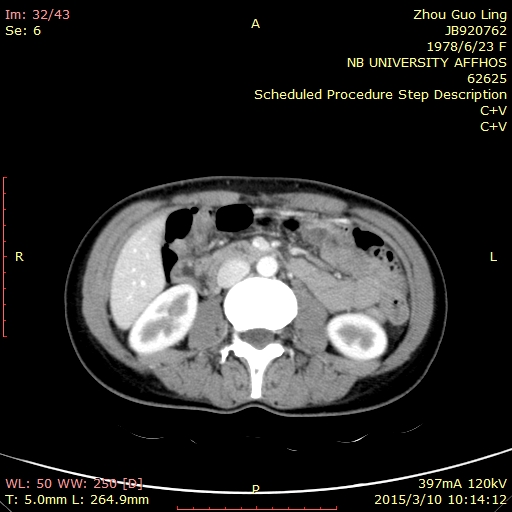 Im: 32/43
Se: 6
A
Zhou Guo Ling
JB920762
1978/6/23 F
NB UNIVERSITY AFFHOS
62625
Scheduled Procedure Step Description
C+V
C+V
R
L
WL: 50 WW: 250 [D]
T: 5.0mm L: 264.9mm
P
397mA 120kV
2015/3/10 10:14:12